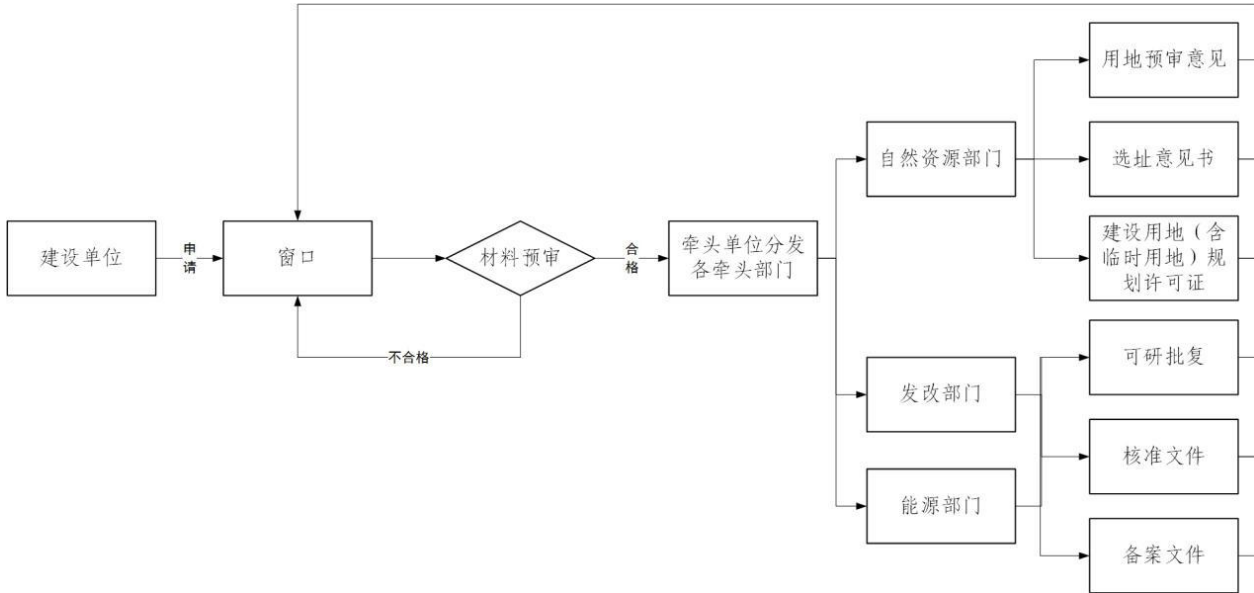 用地预审意见
自然资源部门
选址意见书
建设单位
申
请
窗口
材料预审
合
格
牵头单位分发
各牵头部门
建设用地（含
临时用地）规
划许可证
不合格
发改部门
可研批复
核准文件
能源部门
备案文件